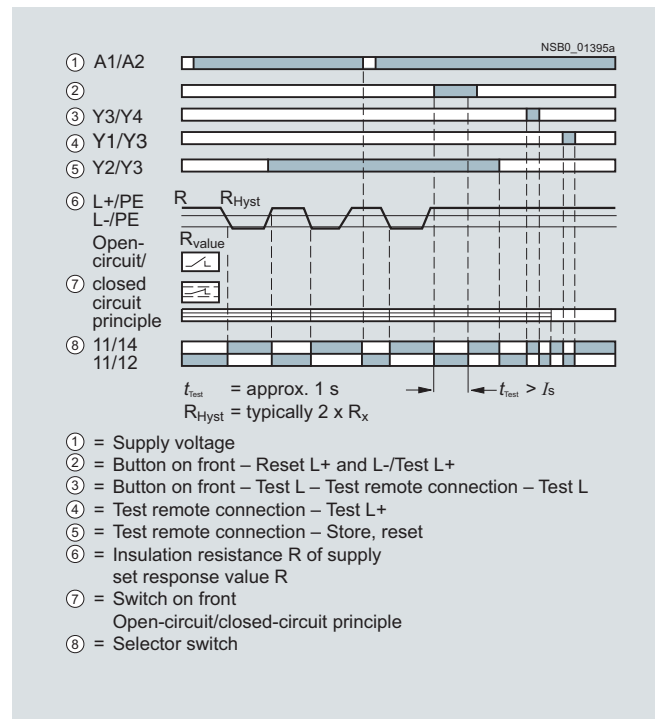 NSB0_01395a
① A1/A2
②
③ Y3/Y4
④ Y1/Y3
⑤ Y2/Y3
⑥ L+/PE R RHyst
L-/PE
Open- Rvalue
circuit/
⑦ closed
circuit
principle
⑧ 11/14
11/12
tTest = approx. 1 s tTest > Is
RHyst = typically 2 x Rx
① = Supply voltage
② = Button on front – Reset L+ and L-/Test L+
③ = Button on front – Test L – Test remote connection – Test L
④ = Test remote connection – Test L+
⑤ = Test remote connection – Store, reset
⑥ = Insulation resistance R of supply
set response value R
⑦ = Switch on front
Open-circuit/closed-circuit principle
⑧ = Selector switch